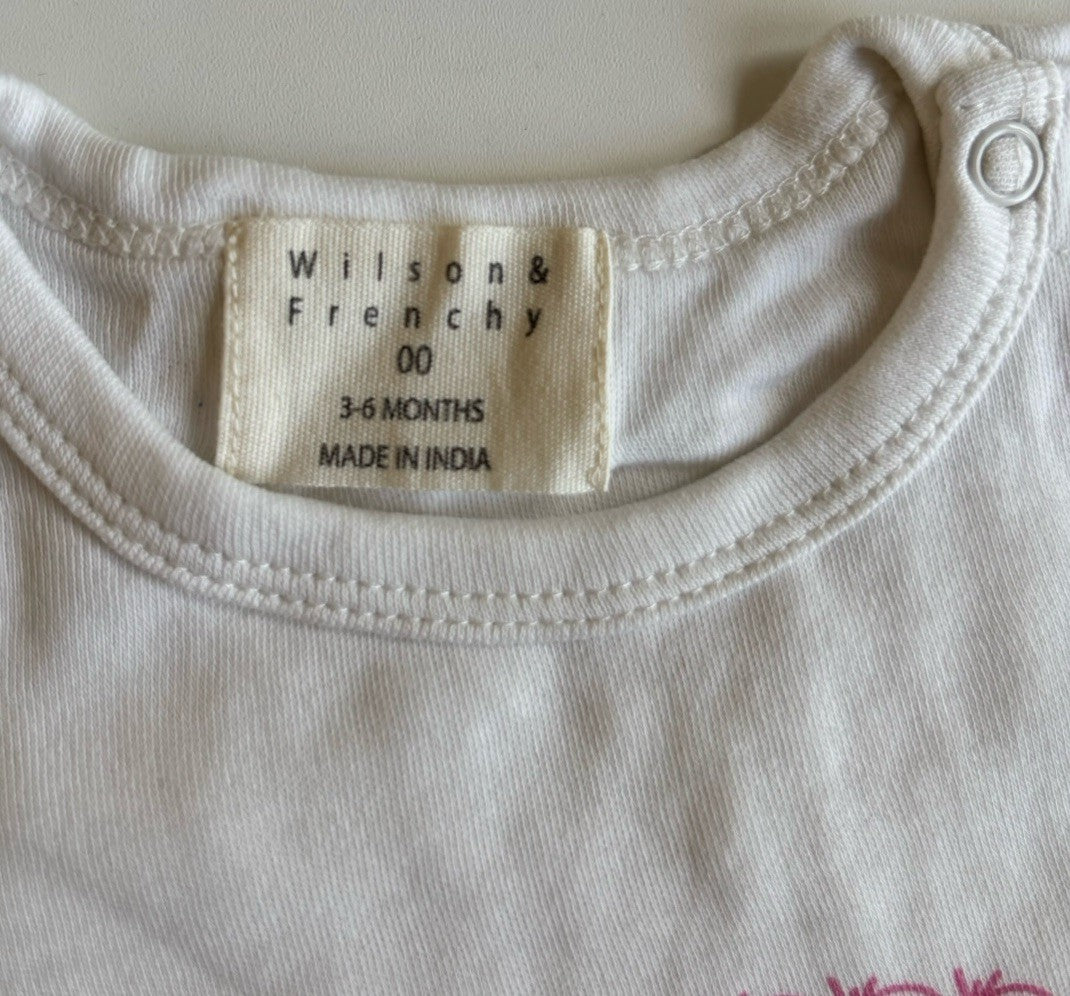 Wilson&
Frenchy
00
3-6 MONTHS
MADE IN INDIA